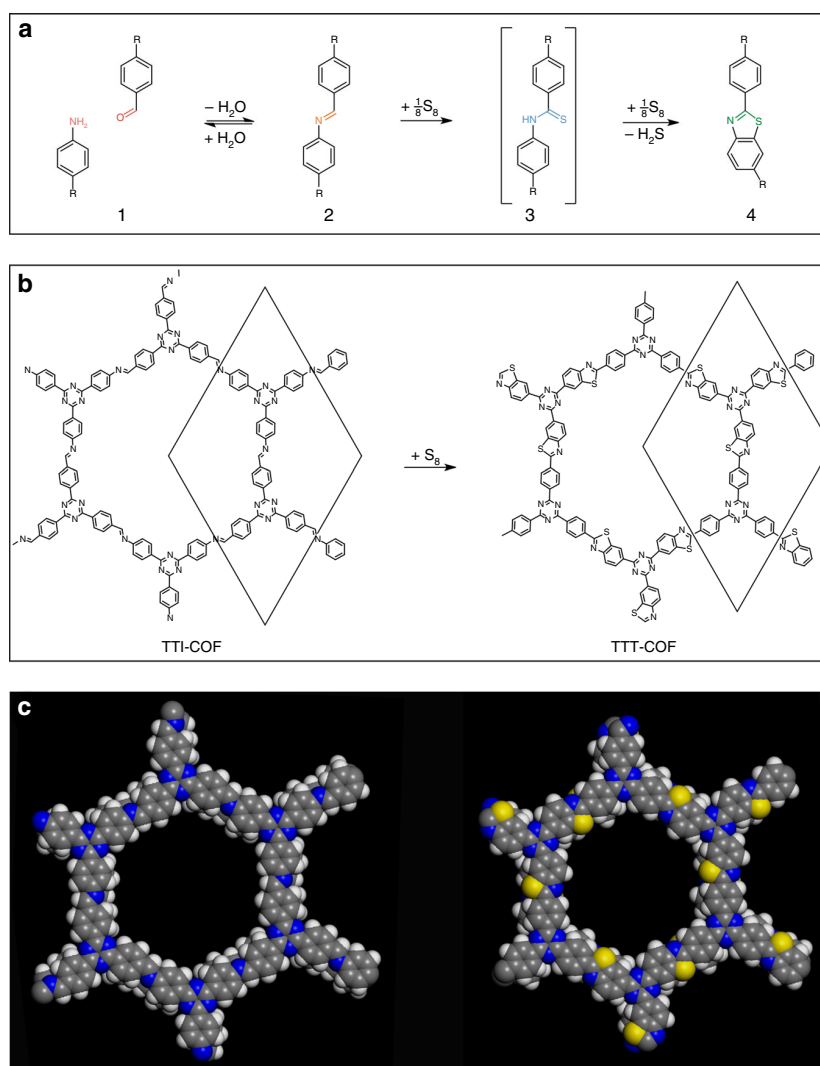 a
R
R
R
R
– H₂O
+ H₂O
+ 1/8 S₈
+ 1/8 S₈
– H₂S
NH₂
O
N
HN
S
N
S
R
R
R
R
1
2
3
4
b
+ S₈
TTI-COF
TTT-COF
c